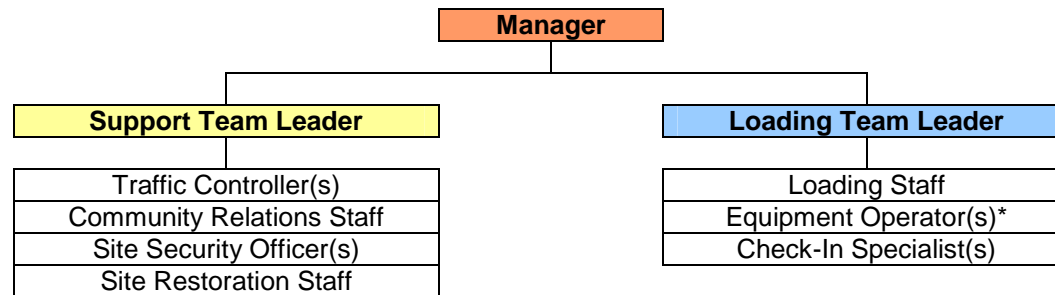 Manager
Support Team Leader
Traffic Controller(s)
Community Relations Staff
Site Security Officer(s)
Site Restoration Staff
Loading Team Leader
Loading Staff
Equipment Operator(s)*
Check-In Specialist(s)